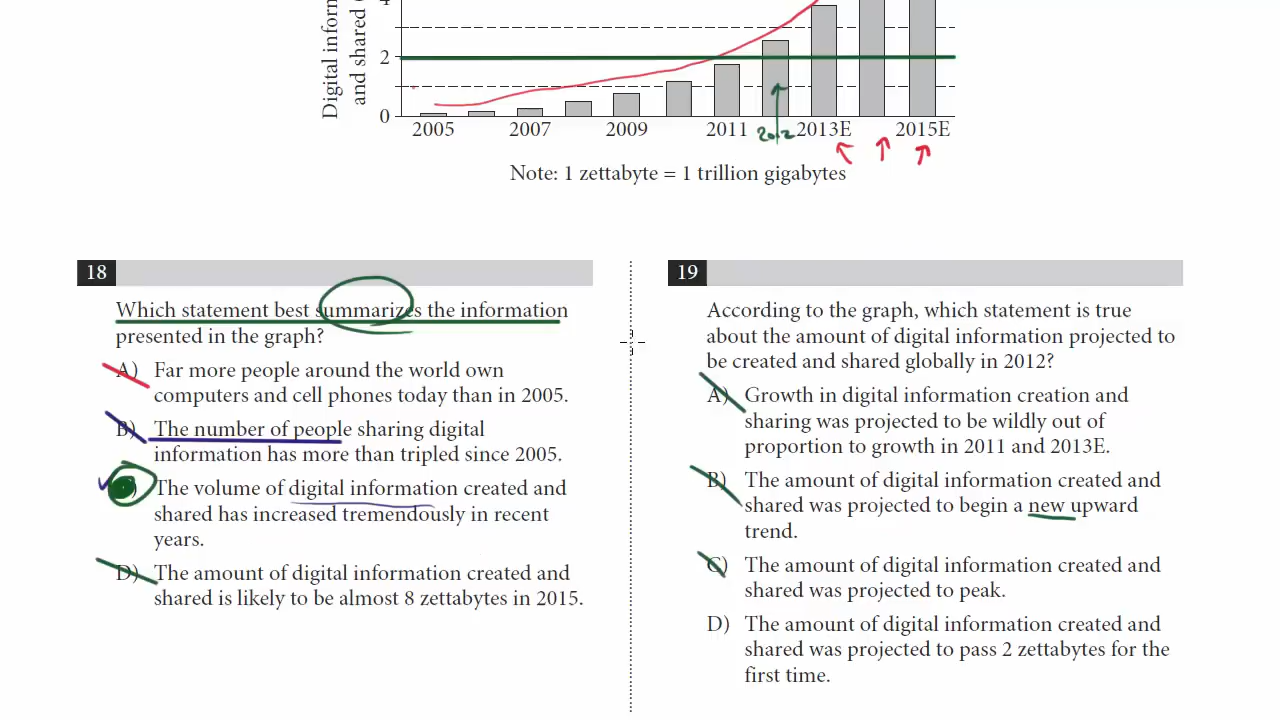 4
Digital inform
and shared (
2
0
2005
2007
2009
2011
2012
2013E
2015E
Note: 1 zettabyte = 1 trillion gigabytes
18
Which statement best summarizes the information
presented in the graph?
A) Far more people around the world own
computers and cell phones today than in 2005.
B) The number of people sharing digital
information has more than tripled since 2005.
The volume of digital information created and
shared has increased tremendously in recent
years.
D) The amount of digital information created and
shared is likely to be almost 8 zettabytes in 2015.
19
According to the graph, which statement is true
about the amount of digital information projected to
be created and shared globally in 2012?
A) Growth in digital information creation and
sharing was projected to be wildly out of
proportion to growth in 2011 and 2013E.
B) The amount of digital information created and
shared was projected to begin a new upward
trend.
C) The amount of digital information created and
shared was projected to peak.
D) The amount of digital information created and
shared was projected to pass 2 zettabytes for the
first time.